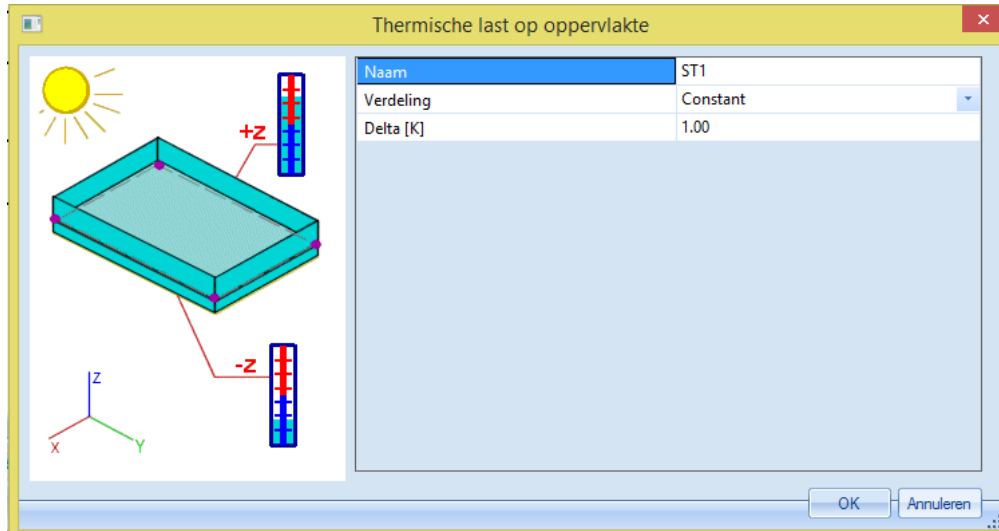 Thermische last op oppervlakte
+z
-z
Z
X
Y
Naam ST1
Verdeling Constant
Delta [K] 1.00
OK Annuleren